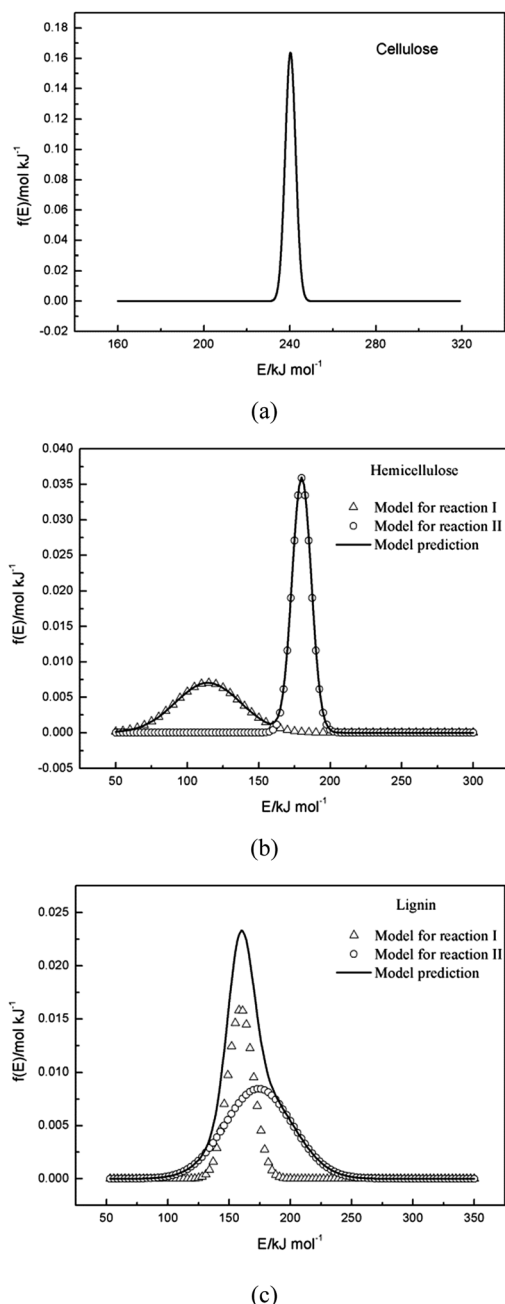 Cellulose
0.16
0.14
0.12
0.10
0.08
0.06
0.04
0.02
0.00
-0.02
f(E)/mol kJ⁻¹
160 200 240 280 320
E/kJ mol⁻¹
(a)
0.040
0.035
0.030
0.025
0.020
0.015
0.010
0.005
0.000
-0.005
f(E)/mol kJ⁻¹
Hemicellulose
Model for reaction I
Model for reaction II
Model prediction
50 100 150 200 250 300
E/kJ mol⁻¹
(b)
0.025
0.020
0.015
0.010
0.005
0.000
f(E)/mol kJ⁻¹
Lignin
Model for reaction I
Model for reaction II
Model prediction
50 100 150 200 250 300 350
E/kJ mol⁻¹
(c)